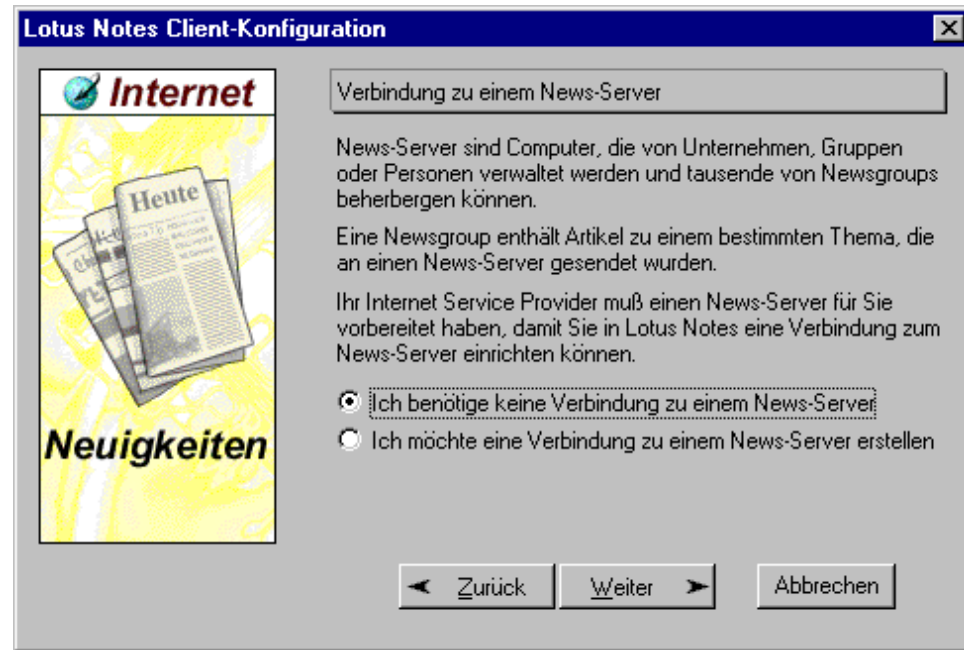 Lotus Notes Client-Konfiguration
Internet
Heute
Neuigkeiten
Verbindung zu einem News-Server
News-Server sind Computer, die von Unternehmen, Gruppen
oder Personen verwaltet werden und tausende von Newsgroups
beherbergen können.
Eine Newsgroup enthält Artikel zu einem bestimmten Thema, die
an einen News-Server gesendet wurden.
Ihr Internet Service Provider muß einen News-Server für Sie
vorbereitet haben, damit Sie in Lotus Notes eine Verbindung zum
News-Server einrichten können.
Ich benötige keine Verbindung zu einem News-Server
Ich möchte eine Verbindung zu einem News-Server erstellen
Zurück Weiter Abbrechen